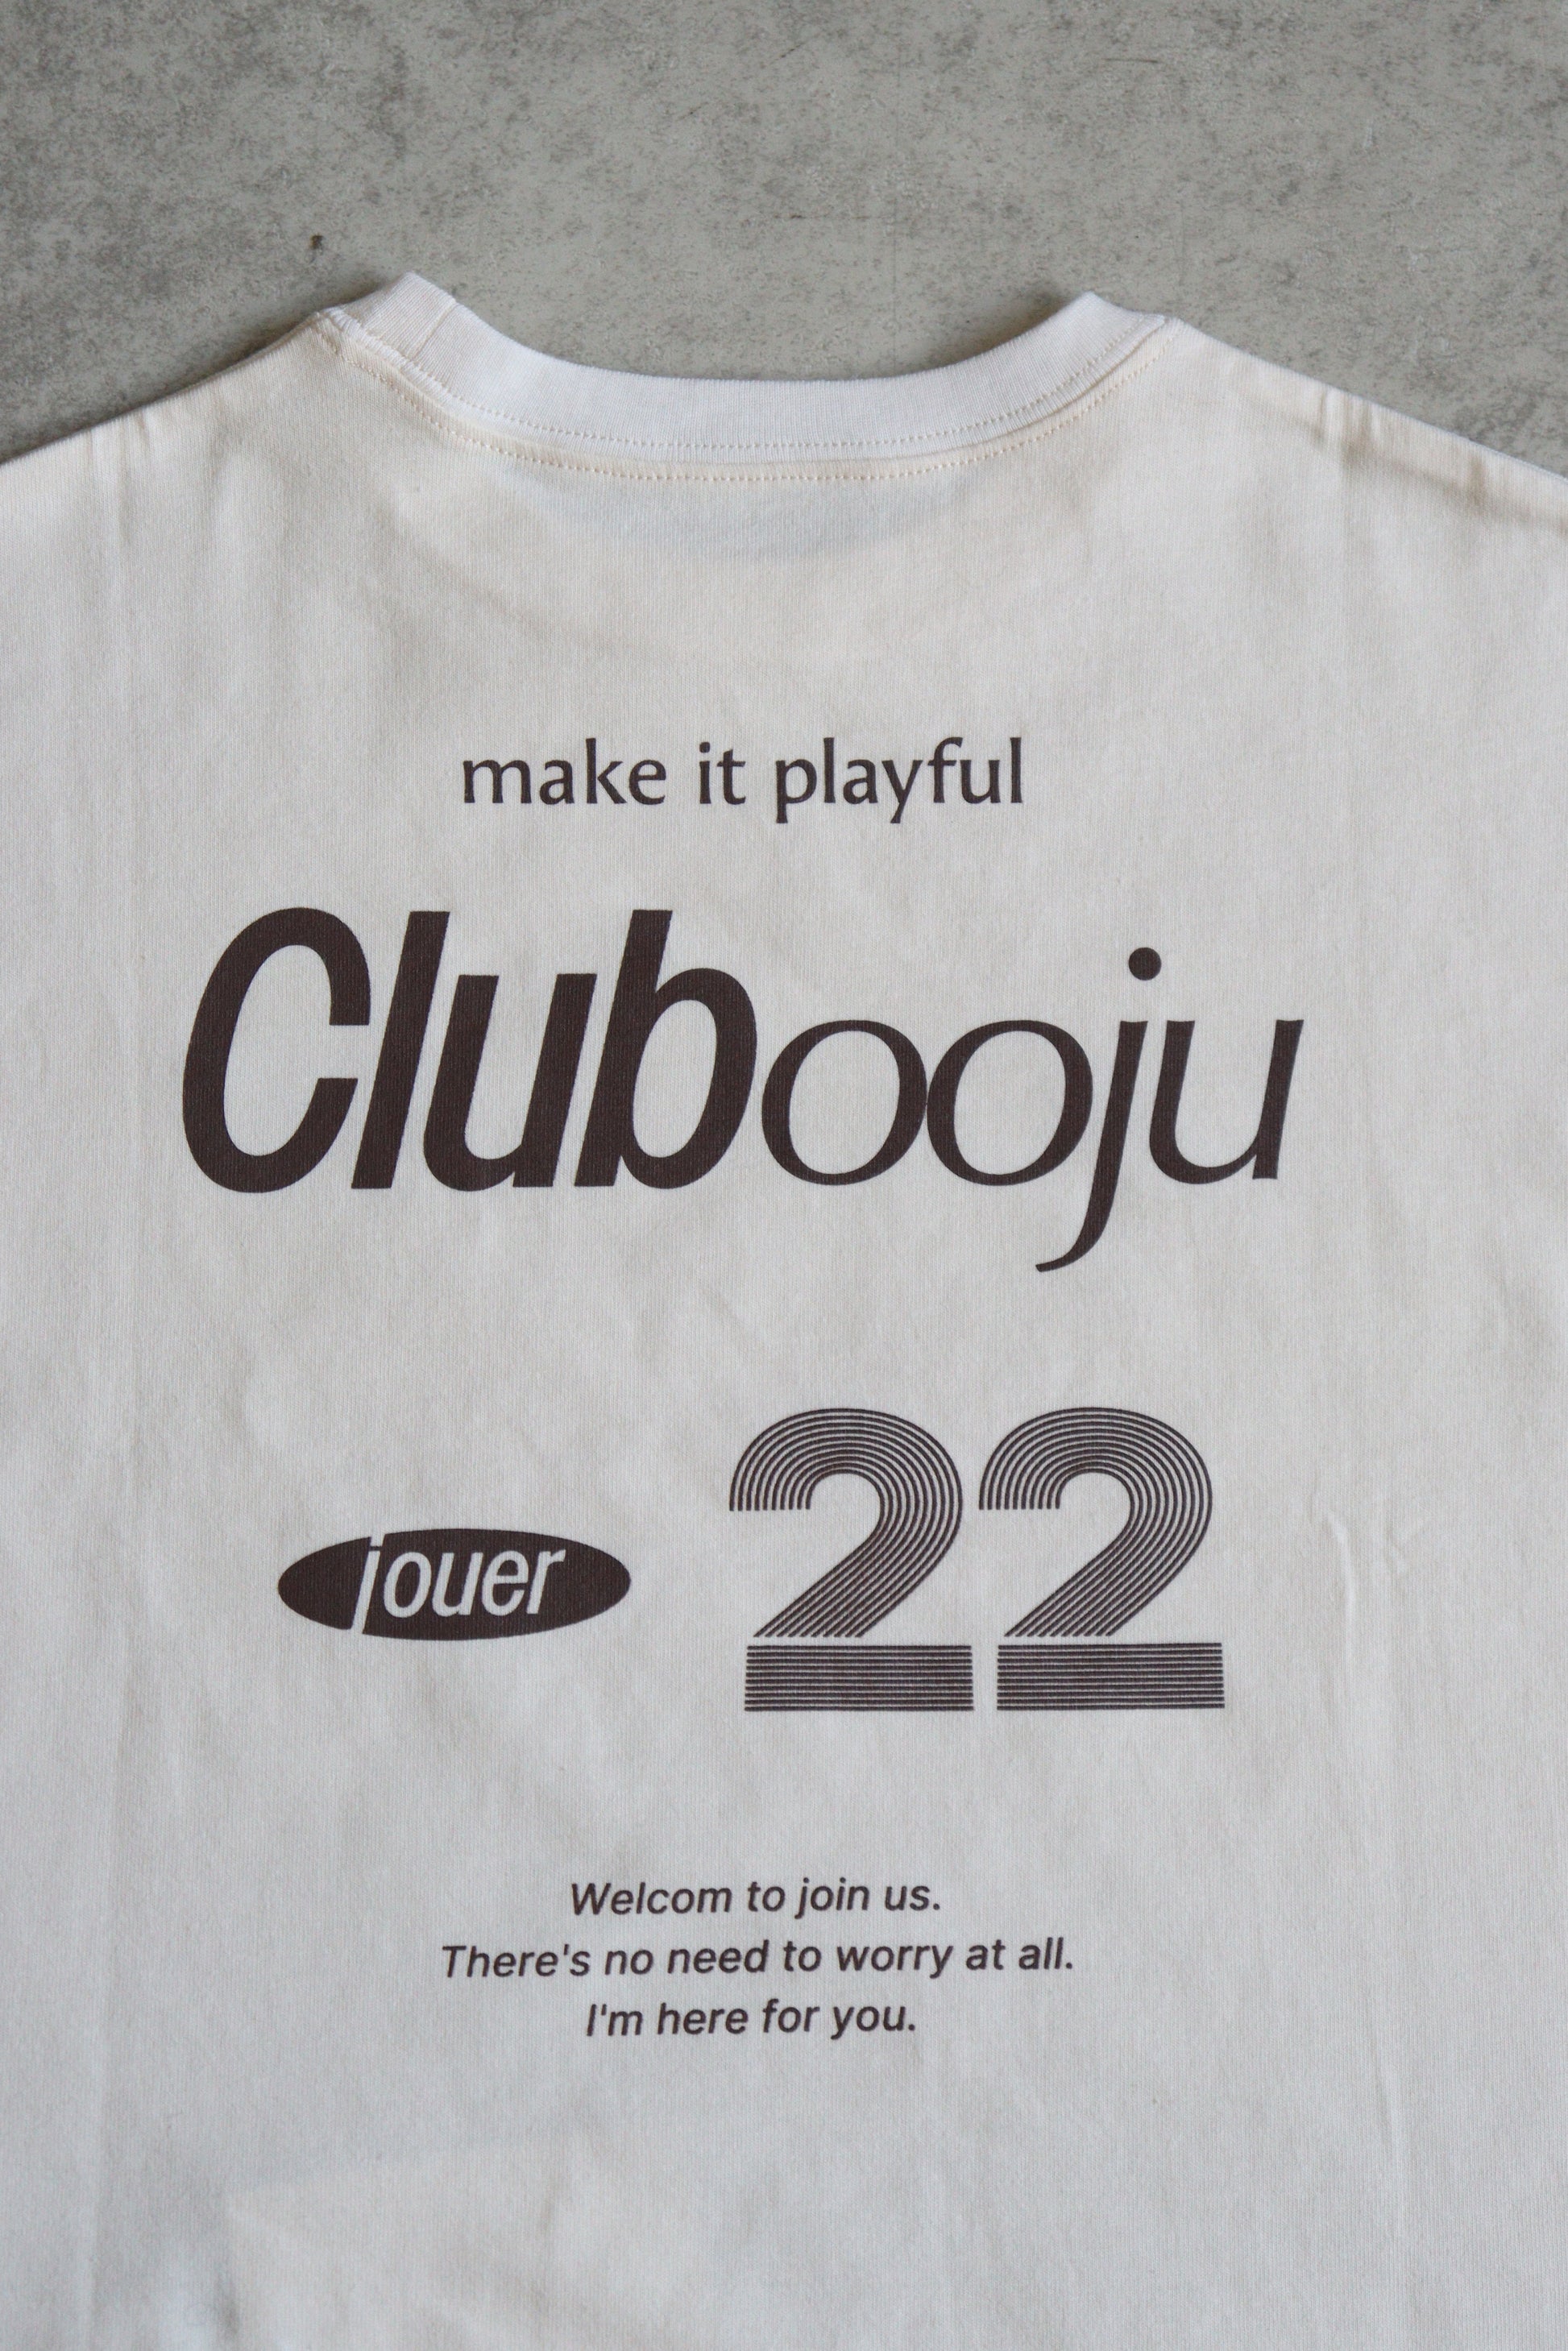 make it playful
Clubooju
jouer 22
Welcom to join us.
There's no need to worry at all.
I'm here for you.